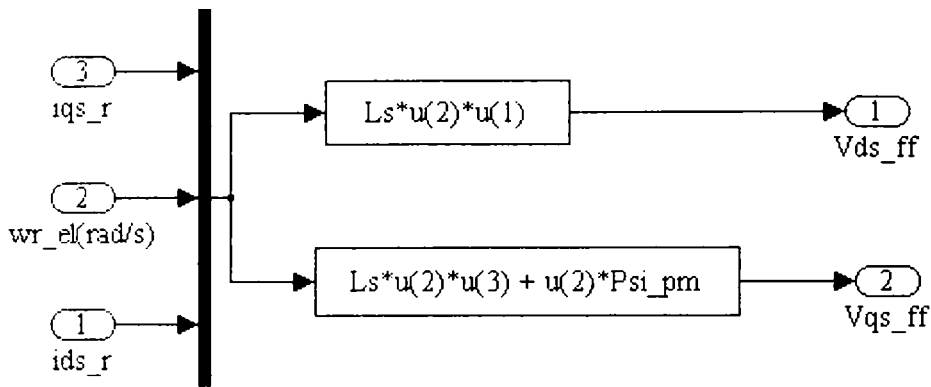 3
iqs_r
2
wr_el(rad/s)
1
ids_r
Ls*u(2)*u(1)
Ls*u(2)*u(3) + u(2)*Psi_pm
1
Vds_ff
2
Vqs_ff